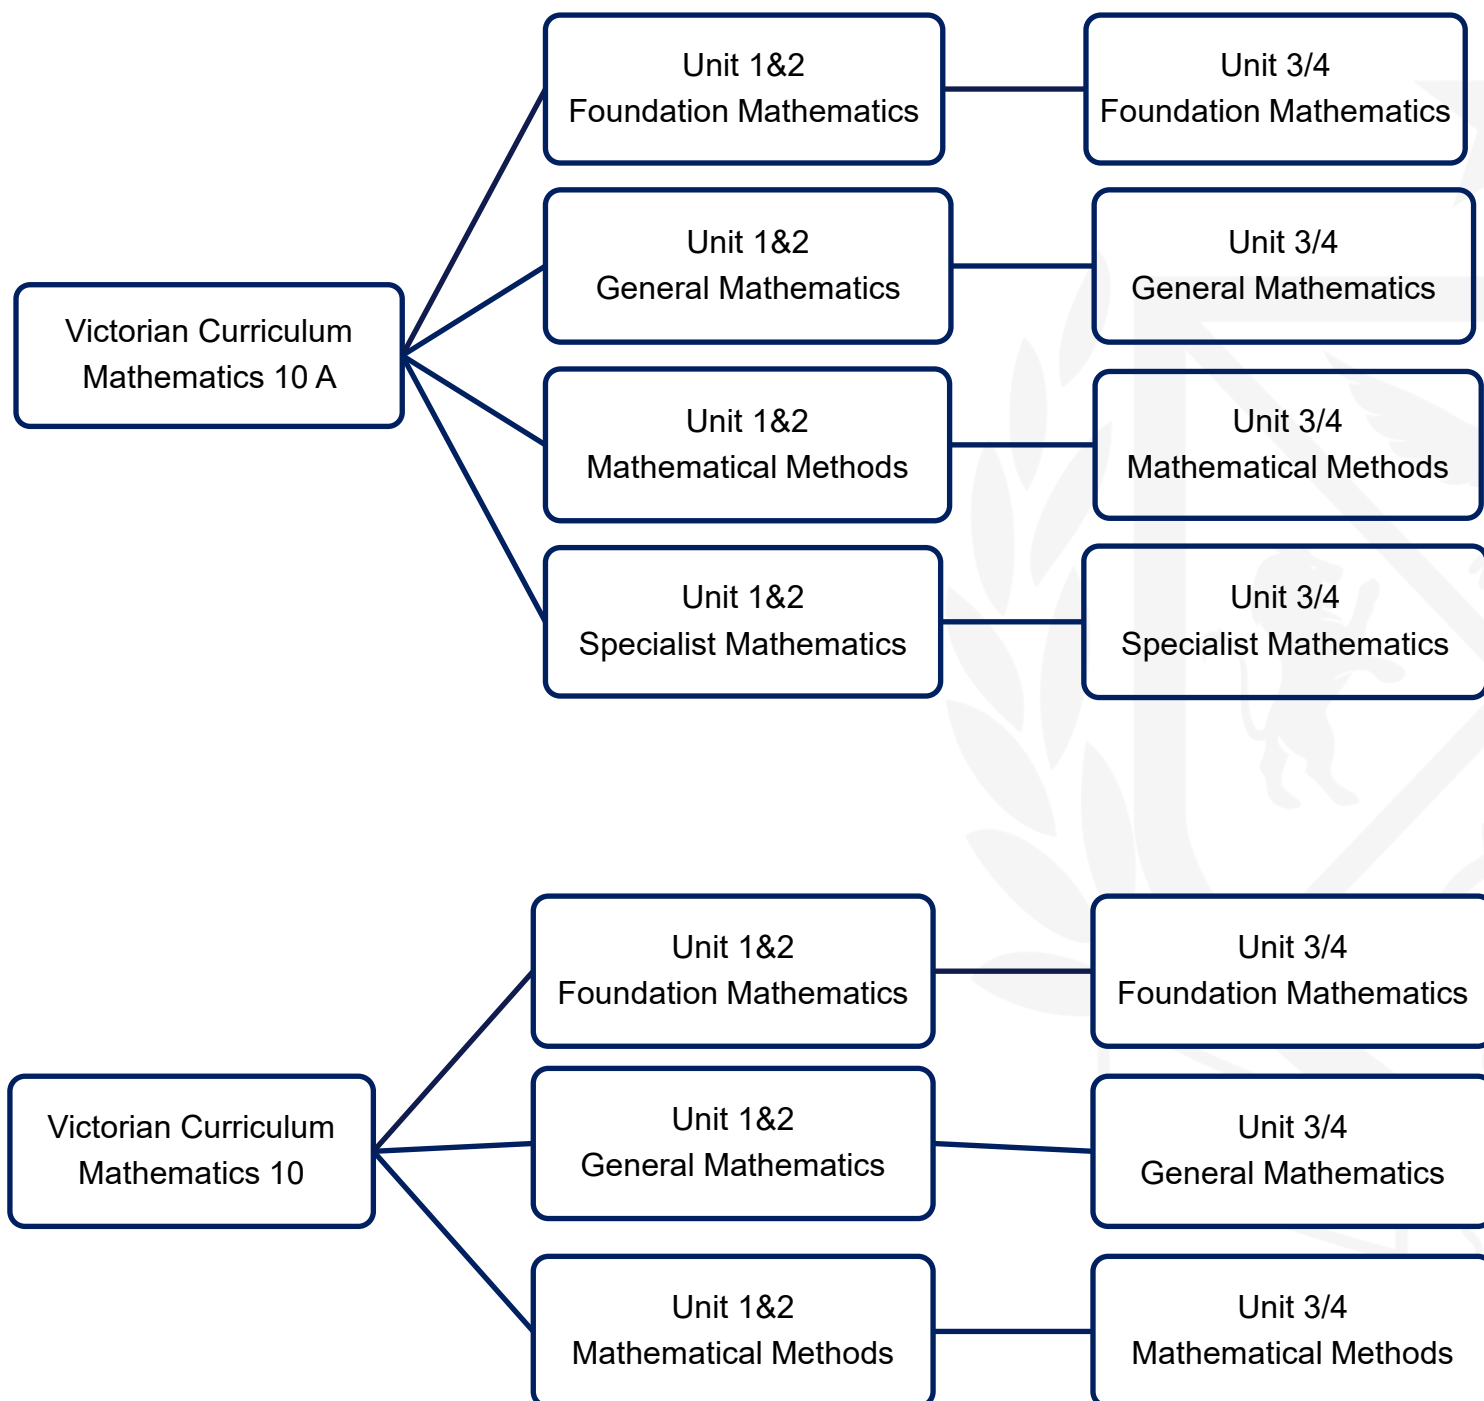 Unit 1&2
Foundation Mathematics
Unit 3/4
Foundation Mathematics
Unit 1&2
General Mathematics
Unit 3/4
General Mathematics
Victorian Curriculum
Mathematics 10 A
Unit 1&2
Mathematical Methods
Unit 3/4
Mathematical Methods
Unit 1&2
Specialist Mathematics
Unit 3/4
Specialist Mathematics
Unit 1&2
Foundation Mathematics
Unit 3/4
Foundation Mathematics
Victorian Curriculum
Mathematics 10
Unit 1&2
General Mathematics
Unit 3/4
General Mathematics
Unit 1&2
Mathematical Methods
Unit 3/4
Mathematical Methods